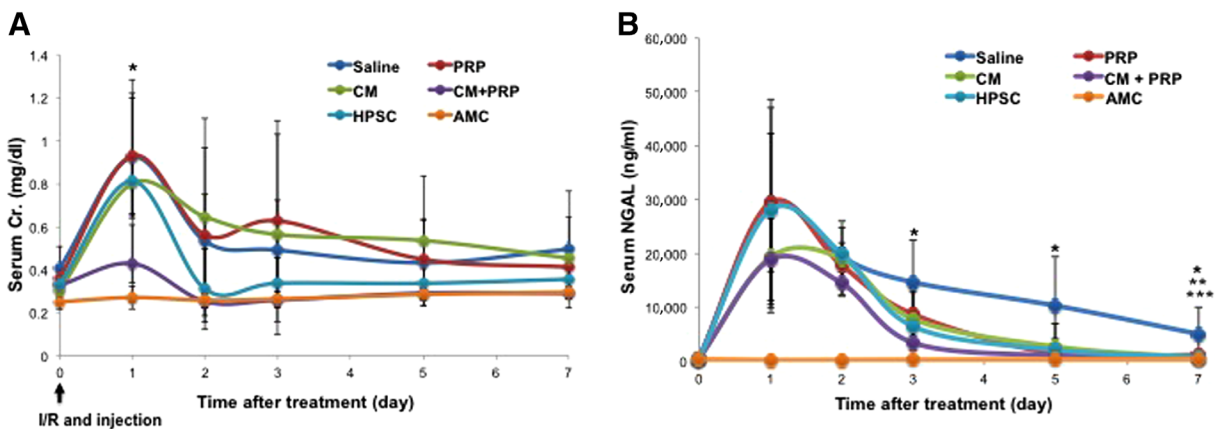 A
Serum Cr. (mg/dl)
1.4
1.2
1
0.8
0.6
0.4
0.2
0
*
Saline PRP
CM CM+PRP
HPSC AMC
0 1 2 3 4 5 6 7
Time after treatment (day)
I/R and injection
B
Serum NGAL (ng/ml)
60,000
50,000
40,000
30,000
20,000
10,000
0
Saline PRP
CM CM + PRP
HPSC AMC
*
*
*
**
***
0 1 2 3 4 5 6 7
Time after treatment (day)